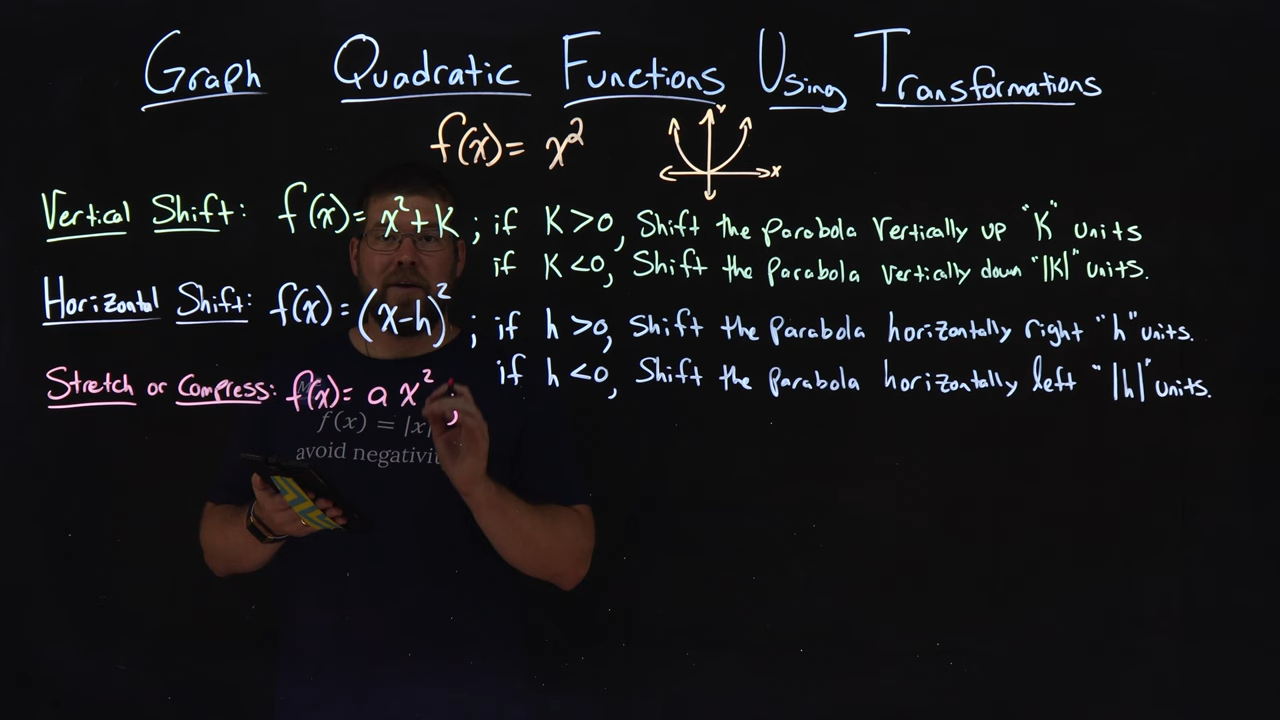 Graph Quadratic Functions Using Transformations
f(x) = x²
Y
x
Vertical Shift: f(x) = x² + K ; if K > 0, Shift the Parabola Vertically up "K" units
if K < 0, Shift the Parabola vertically down "|K|" units.
Horizontal Shift: f(x) = (x-h)² ; if h > 0, Shift the Parabola horizontally right "h" units.
if h < 0, Shift the Parabola horizontally left "|h|" units.
Stretch or Compress: f(x) = a x² ;
f(x) = |x|
avoid